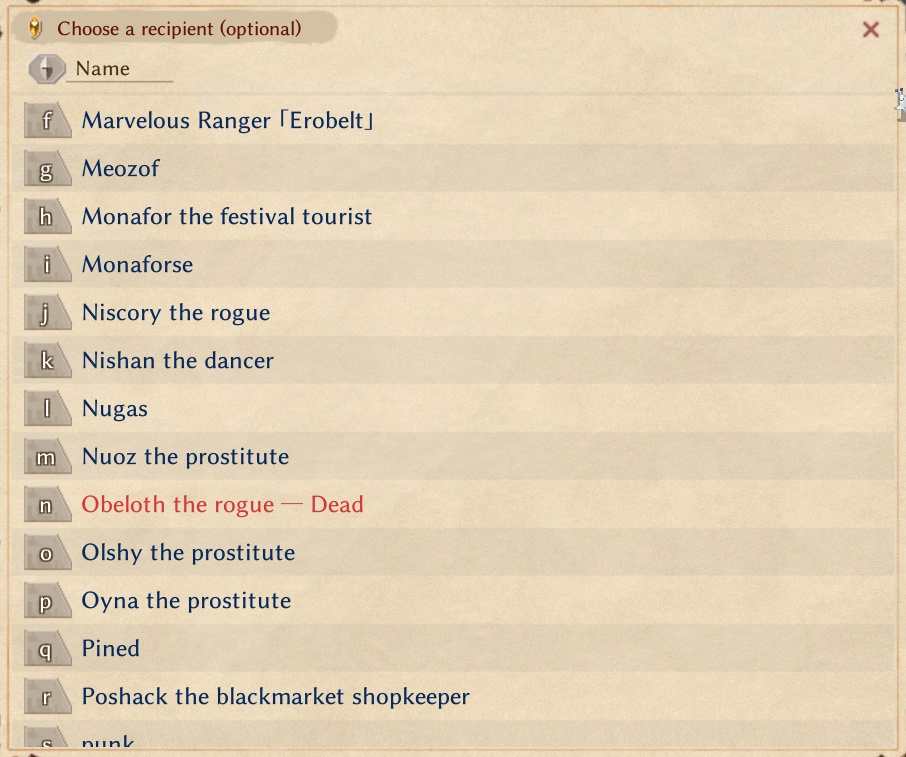 Choose a recipient (optional)
Name
f Marvelous Ranger「Erobelt」
g Meozof
h Monafor the festival tourist
i Monaforse
j Niscory the rogue
k Nishan the dancer
l Nugas
m Nuoz the prostitute
n Obeloth the rogue — Dead
o Olshy the prostitute
p Oyna the prostitute
q Pined
r Poshack the blackmarket shopkeeper
s punk